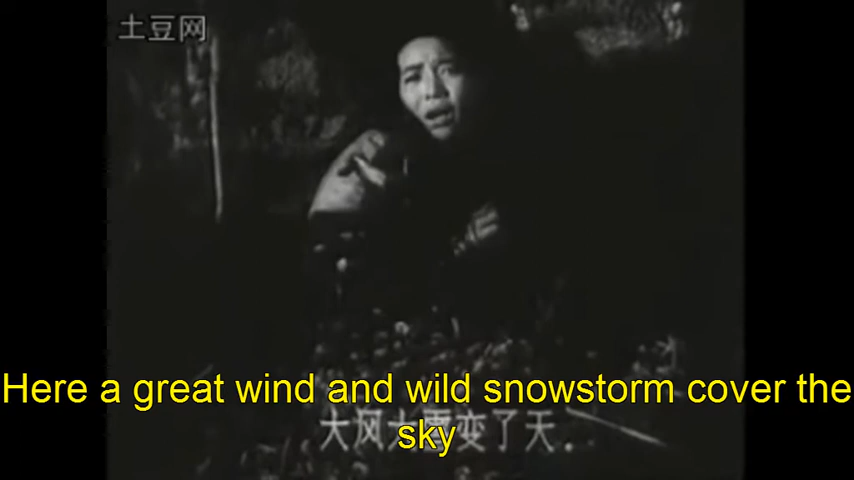 土豆网
Here a great wind and wild snowstorm cover the
sky
大风大雪变了天.